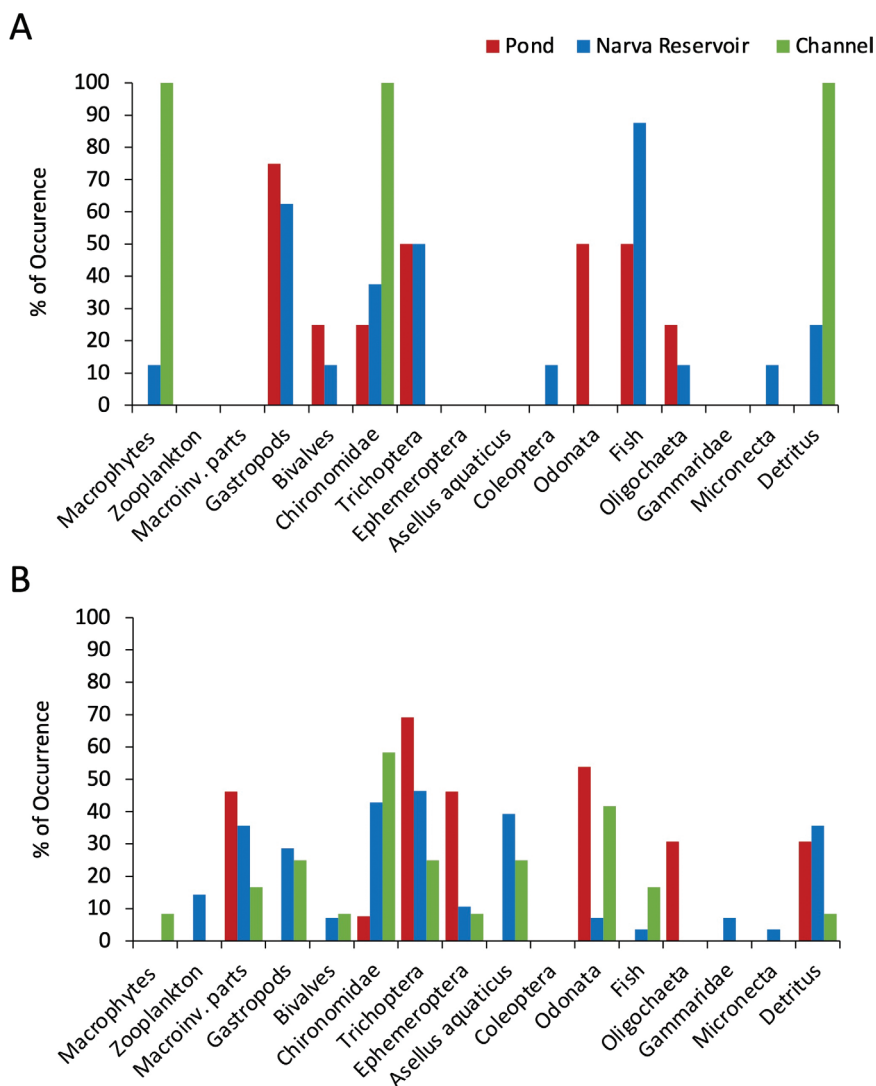 A
Pond Narva Reservoir Channel
100
90
80
70
60
50
40
30
20
10
0
% of Occurence
Macrophytes
Zooplankton
Macroinv. parts
Gastropods
Bivalves
Chironomidae
Trichoptera
Ephemeroptera
Asellus aquaticus
Coleoptera
Odonata
Fish
Oligochaeta
Gammaridae
Micronecta
Detritus
B
100
90
80
70
60
50
40
30
20
10
0
% of Occurrence
Macrophytes
Zooplankton
Macroinv. parts
Gastropods
Bivalves
Chironomidae
Trichoptera
Ephemeroptera
Asellus aquaticus
Coleoptera
Odonata
Fish
Oligochaeta
Gammaridae
Micronecta
Detritus